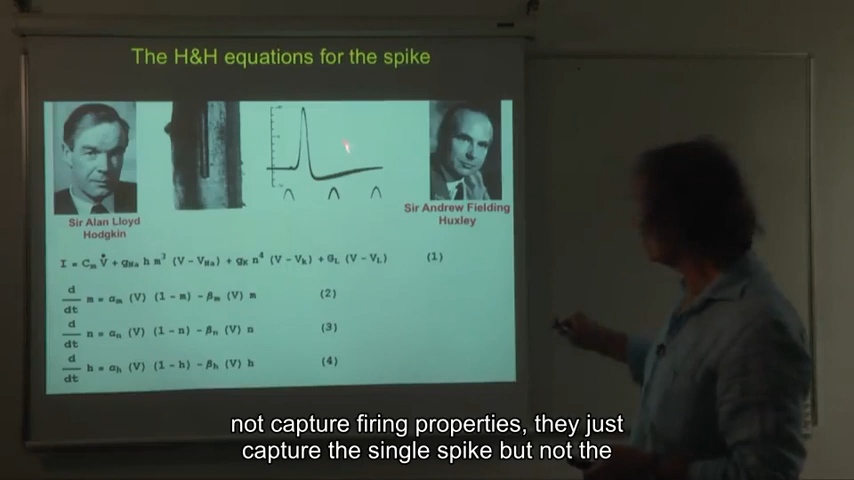 The H&H equations for the spike
Sir Alan Lloyd
Hodgkin
Sir Andrew Fielding
Huxley
I = Cm V̇ + gNa h m³ (V - VNa) + gK n⁴ (V - Vk) + GL (V - VL) (1)
d/dt m = αm (V) (1 - m) - βm (V) m (2)
d/dt n = αn (V) (1 - n) - βn (V) n (3)
d/dt h = αh (V) (1 - h) - βh (V) h (4)
not capture firing properties, they just
capture the single spike but not the